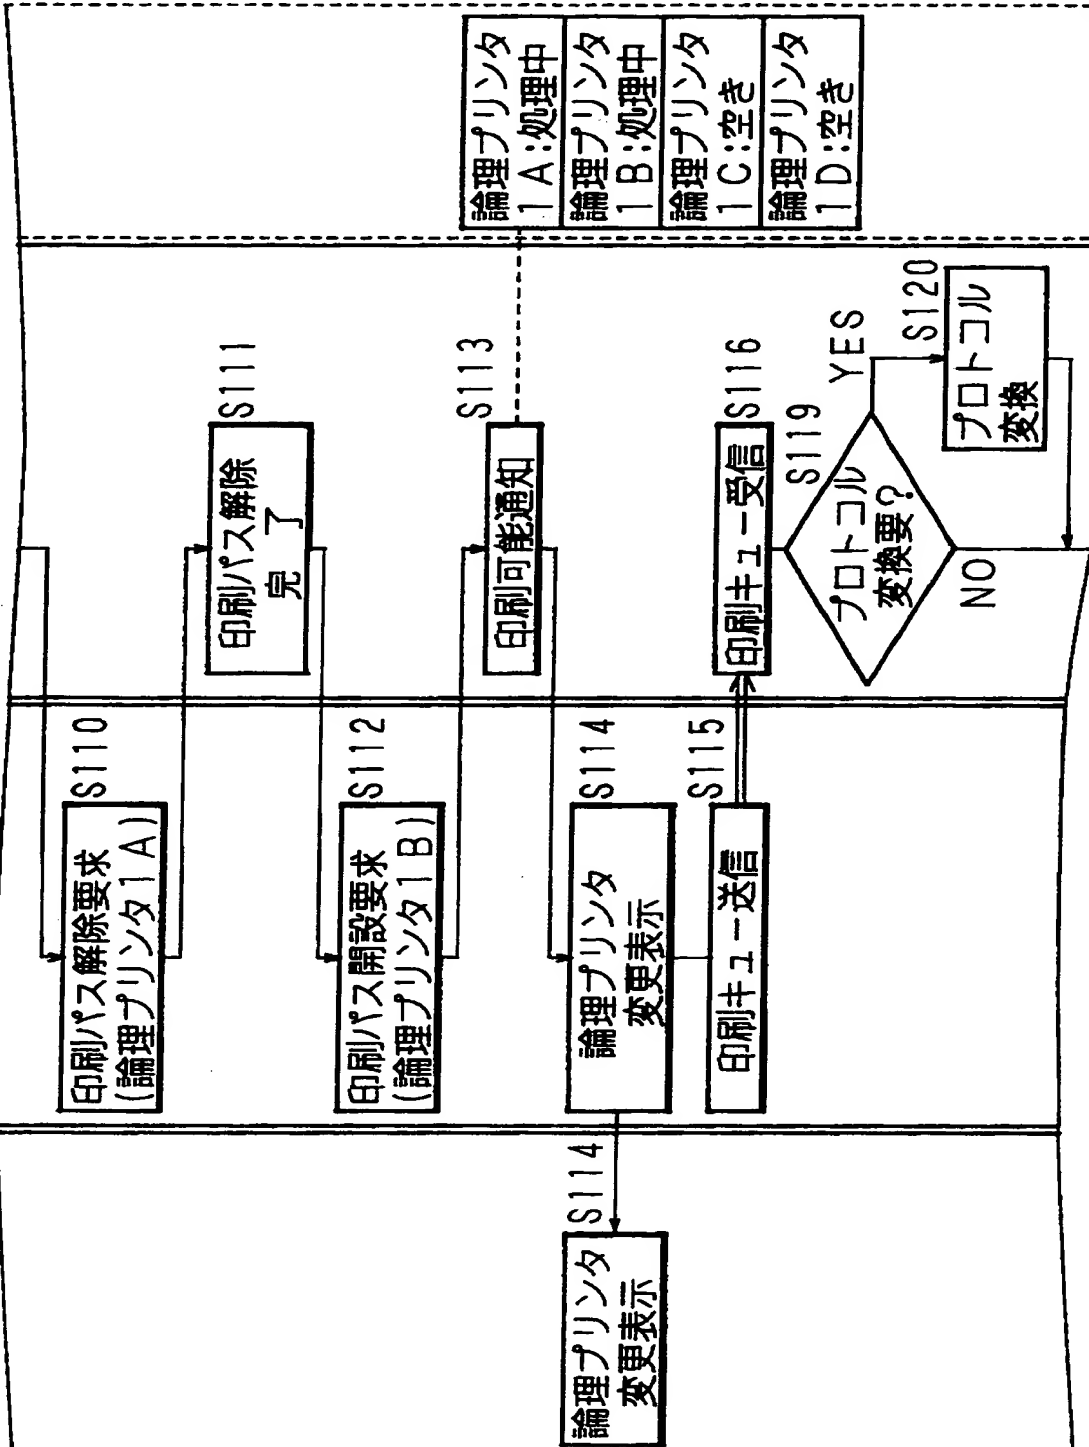 S110
印刷パス解除要求
(論理プリンタ1A)
S111
印刷パス解除
完 了
S112
印刷パス開設要求
(論理プリンタ1B)
S113
印刷可能通知
論理プリンタ
1A:処理中
論理プリンタ
1B:処理中
論理プリンタ
1C:空き
論理プリンタ
1D:空き
S114
論理プリンタ
変更表示
S114
論理プリンタ
変更表示
S115
印刷キュー送信
S116
印刷キュー受信
S119
プロトコル
変換要?
YES
NO
S120
プロトコル
変換